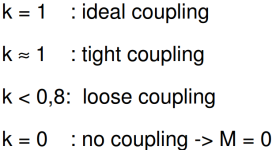 k = 1 : ideal coupling
k ≈ 1 : tight coupling
k < 0,8: loose coupling
k = 0 : no coupling -> M = 0